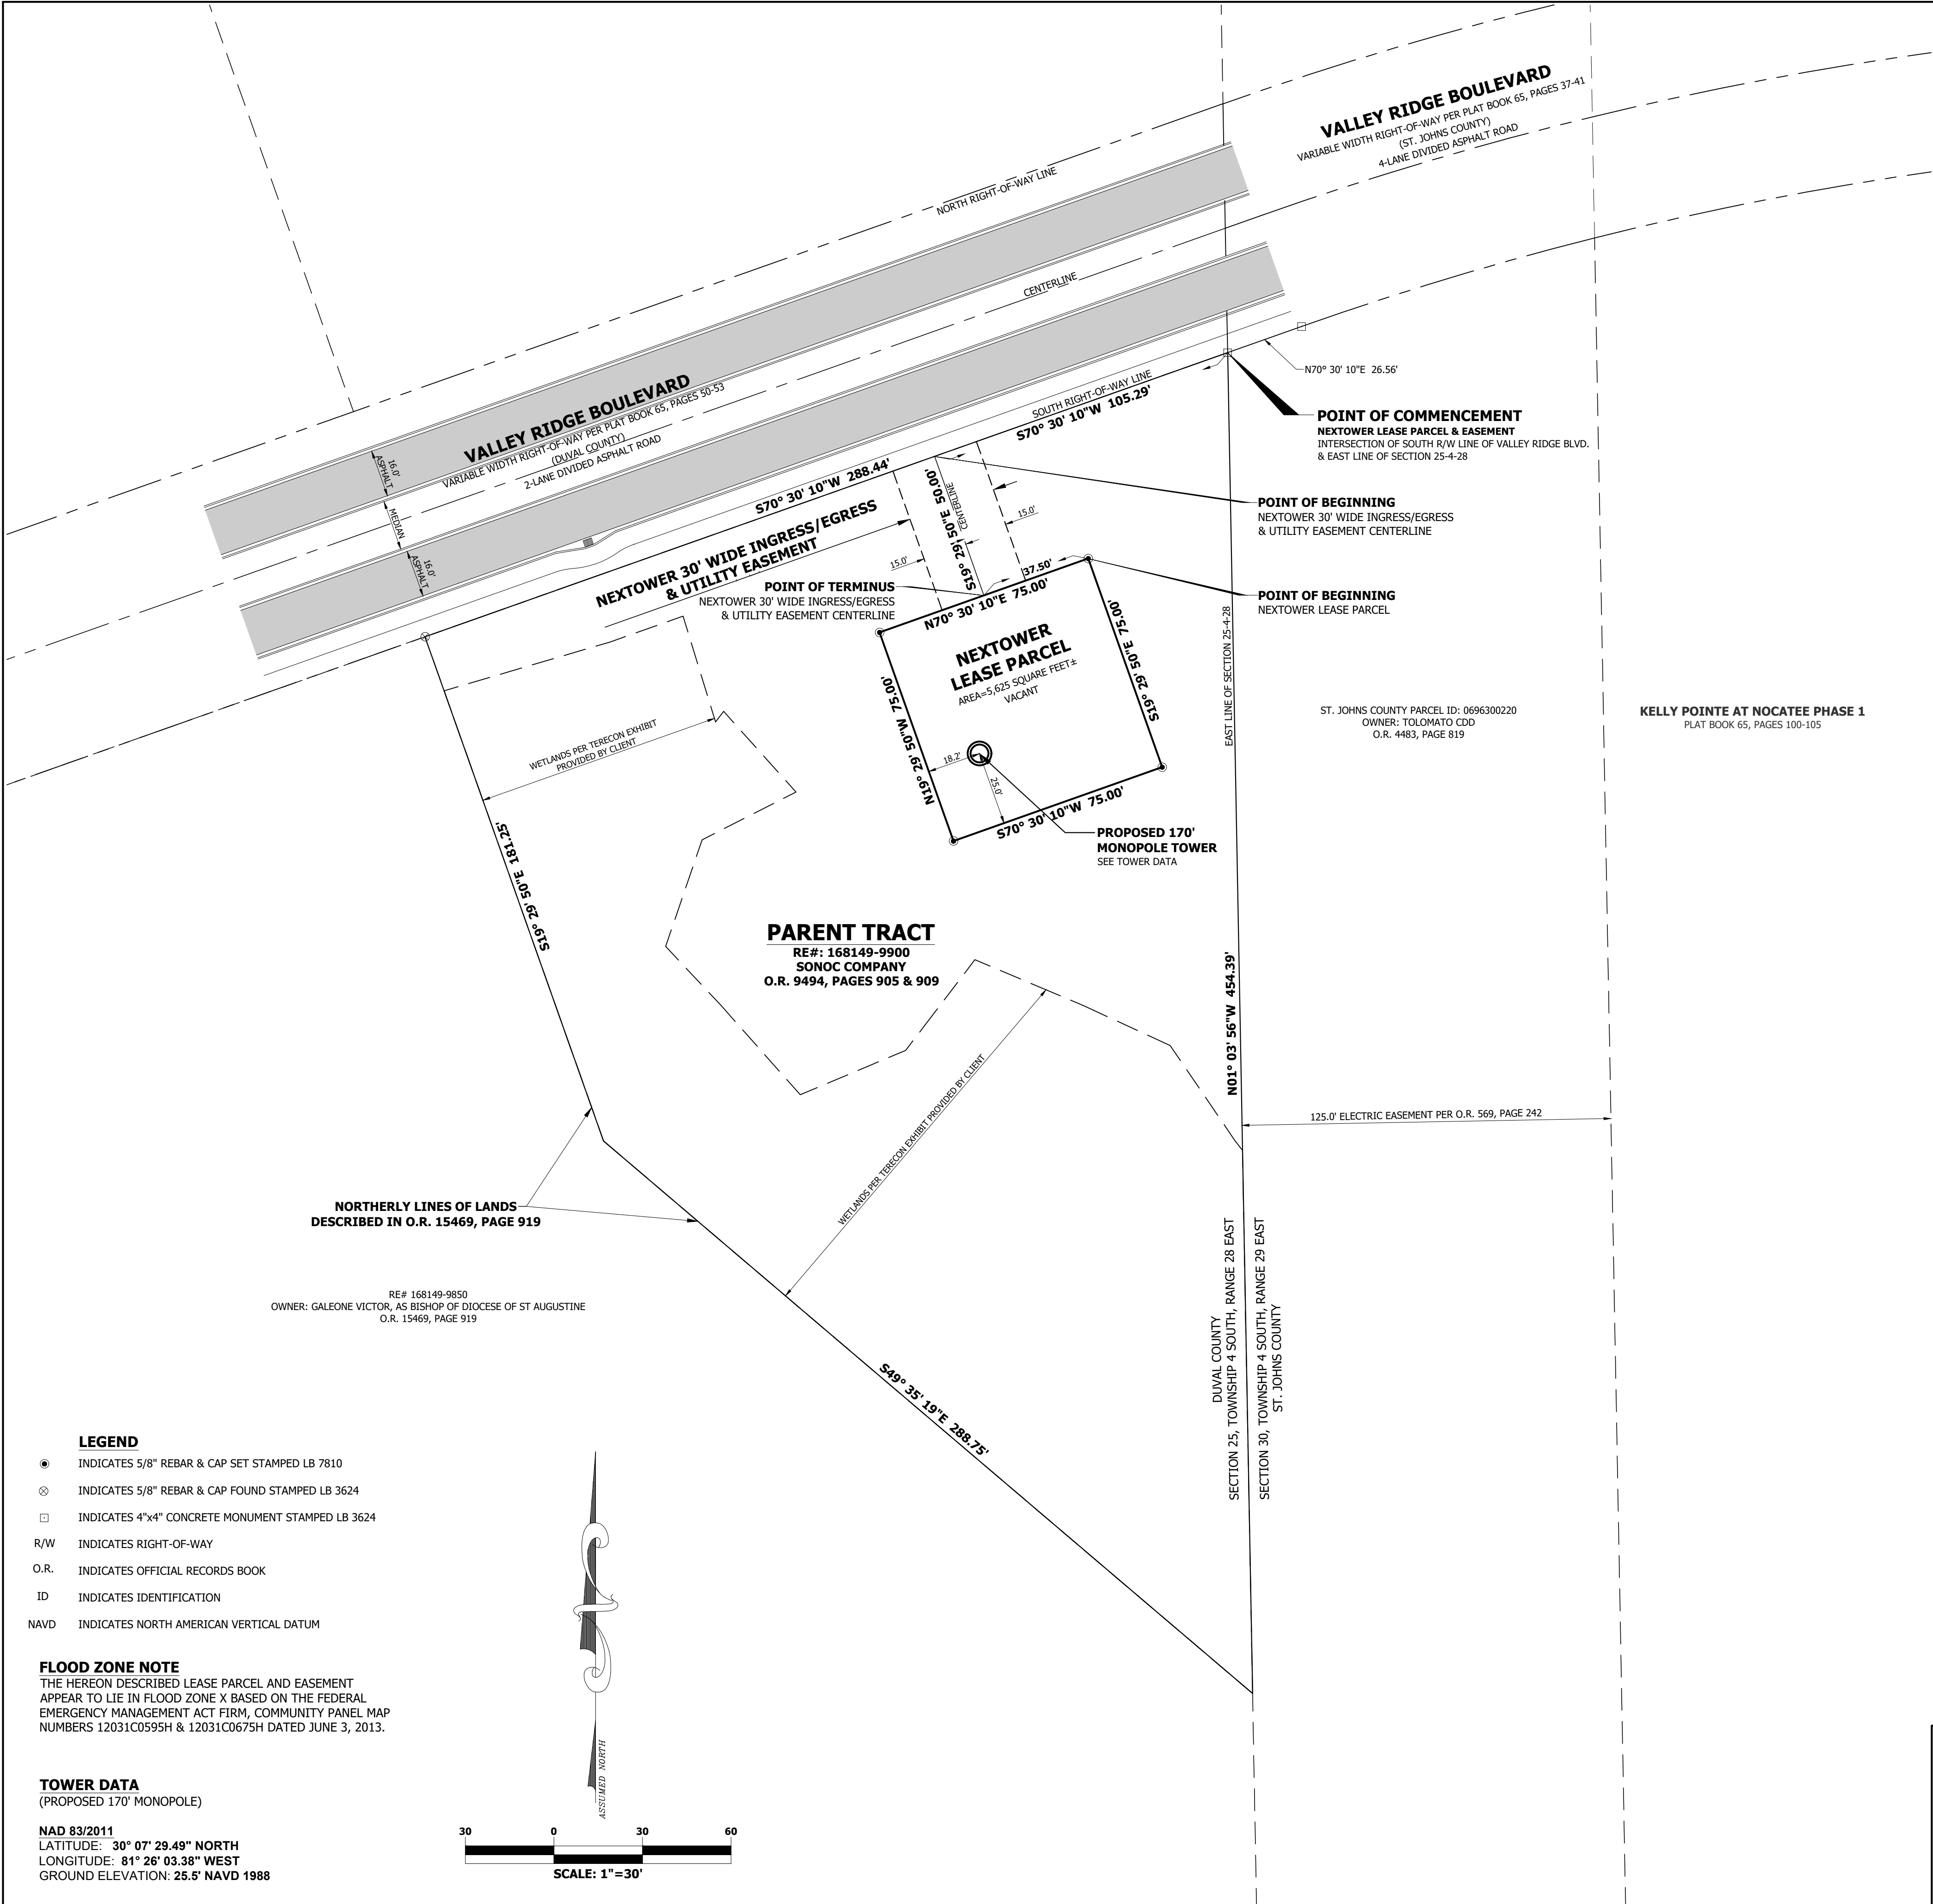 VALLEY RIDGE BOULEVARD
VARIABLE WIDTH RIGHT-OF-WAY PER PLAT BOOK 65, PAGES 37-41
(ST. JOHNS COUNTY)
4-LANE DIVIDED ASPHALT ROAD
NORTH RIGHT-OF-WAY LINE
CENTERLINE
N70° 30' 10"E 26.56'
VALLEY RIDGE BOULEVARD
VARIABLE WIDTH RIGHT-OF-WAY PER PLAT BOOK 65, PAGES 50-53
(DUVAL COUNTY)
2-LANE DIVIDED ASPHALT ROAD
16.0'
ASPHALT
MEDIAN
16.0'
ASPHALT
SOUTH RIGHT-OF-WAY LINE
S70° 30' 10"W 105.29'
S70° 30' 10"W 288.44'
POINT OF COMMENCEMENT
NEXTOWER LEASE PARCEL & EASEMENT
INTERSECTION OF SOUTH R/W LINE OF VALLEY RIDGE BLVD.
& EAST LINE OF SECTION 25-4-28
POINT OF BEGINNING
NEXTOWER 30' WIDE INGRESS/EGRESS
& UTILITY EASEMENT CENTERLINE
NEXTOWER 30' WIDE INGRESS/EGRESS
& UTILITY EASEMENT
S19° 29' 50"E 50.00'
CENTERLINE
15.0'
15.0'
POINT OF TERMINUS
NEXTOWER 30' WIDE INGRESS/EGRESS
& UTILITY EASEMENT CENTERLINE
37.50'
N70° 30' 10"E 75.00'
POINT OF BEGINNING
NEXTOWER LEASE PARCEL
NEXTOWER
LEASE PARCEL
AREA=5,625 SQUARE FEET±
VACANT
S19° 29' 50"E 75.00'
N19° 29' 50"W 75.00'
S70° 30' 10"W 75.00'
18.2'
25.0'
PROPOSED 170'
MONOPOLE TOWER
SEE TOWER DATA
EAST LINE OF SECTION 25-4-28
ST. JOHNS COUNTY PARCEL ID: 0696300220
OWNER: TOLOMATO CDD
O.R. 4483, PAGE 819
KELLY POINTE AT NOCATEE PHASE 1
PLAT BOOK 65, PAGES 100-105
WETLANDS PER TERECON EXHIBIT
PROVIDED BY CLIENT
S19° 29' 50"E 181.25'
PARENT TRACT
RE#: 168149-9900
SONOC COMPANY
O.R. 9494, PAGES 905 & 909
N01° 03' 56"W 454.39'
WETLANDS PER TERECON EXHIBIT PROVIDED BY CLIENT
125.0' ELECTRIC EASEMENT PER O.R. 569, PAGE 242
NORTHERLY LINES OF LANDS
DESCRIBED IN O.R. 15469, PAGE 919
RE# 168149-9850
OWNER: GALEONE VICTOR, AS BISHOP OF DIOCESE OF ST AUGUSTINE
O.R. 15469, PAGE 919
DUVAL COUNTY
SECTION 25, TOWNSHIP 4 SOUTH, RANGE 28 EAST
SECTION 30, TOWNSHIP 4 SOUTH, RANGE 29 EAST
ST. JOHNS COUNTY
S49° 35' 19"E 288.75'
LEGEND
INDICATES 5/8" REBAR & CAP SET STAMPED LB 7810
INDICATES 5/8" REBAR & CAP FOUND STAMPED LB 3624
INDICATES 4"x4" CONCRETE MONUMENT STAMPED LB 3624
R/W INDICATES RIGHT-OF-WAY
O.R. INDICATES OFFICIAL RECORDS BOOK
ID INDICATES IDENTIFICATION
NAVD INDICATES NORTH AMERICAN VERTICAL DATUM
FLOOD ZONE NOTE
THE HEREON DESCRIBED LEASE PARCEL AND EASEMENT
APPEAR TO LIE IN FLOOD ZONE X BASED ON THE FEDERAL
EMERGENCY MANAGEMENT ACT FIRM, COMMUNITY PANEL MAP
NUMBERS 12031C0595H & 12031C0675H DATED JUNE 3, 2013.
TOWER DATA
(PROPOSED 170' MONOPOLE)
NAD 83/2011
LATITUDE: 30° 07' 29.49" NORTH
LONGITUDE: 81° 26' 03.38" WEST
GROUND ELEVATION: 25.5' NAVD 1988
ASSUMED NORTH
30 0 30 60
SCALE: 1"=30'